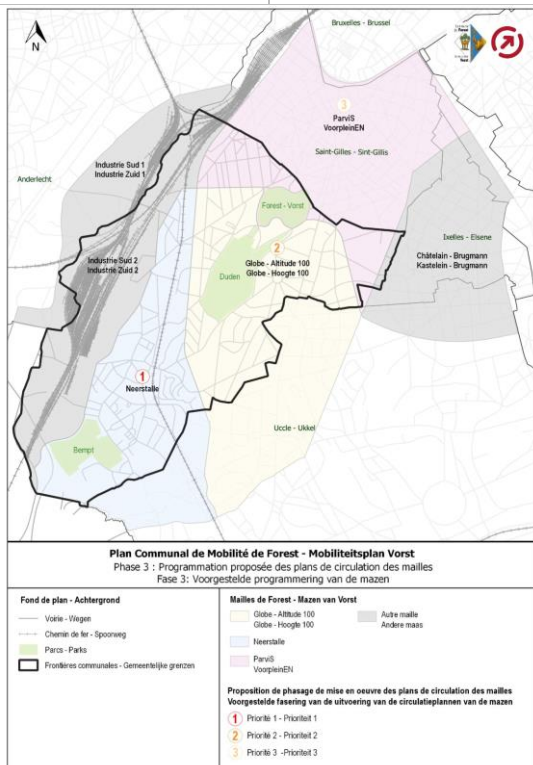 N
Bruxelles - Brussel
3
ParviS
VoorpleinEN
Saint-Gilles - Sint-Gillis
Industrie Sud 1
Industrie Zuid 1
Anderlecht
Forest - Vorst
Ixelles - Elsene
Châtelain - Brugmann
Kastelein - Brugmann
2
Globe - Altitude 100
Globe - Hoogte 100
Industrie Sud 2
Industrie Zuid 2
Duden
1
Neerstalle
Uccle - Ukkel
Bempt
Plan Communal de Mobilité de Forest - Mobiliteitsplan Vorst
Phase 3 : Programmation proposée des plans de circulation des mailles
Fase 3: Voorgestelde programmering van de mazen
Fond de plan - Achtergrond
Voirie - Wegen
Chemin de fer - Spoorweg
Parcs - Parks
Frontières communales - Gemeentelijke grenzen
Mailles de Forest - Mazen van Vorst
Globe - Altitude 100
Globe - Hoogte 100
Neerstalle
ParviS
VoorpleinEN
Autre maille
Andere maas
Proposition de phasage de mise en oeuvre des plans de circulation des mailles
Voorgestelde fasering van de uitvoering van de circulatieplannen van de mazen
1 Priorité 1 - Prioriteit 1
2 Priorité 2 - Prioriteit 2
3 Priorité 3 -Prioriteit 3